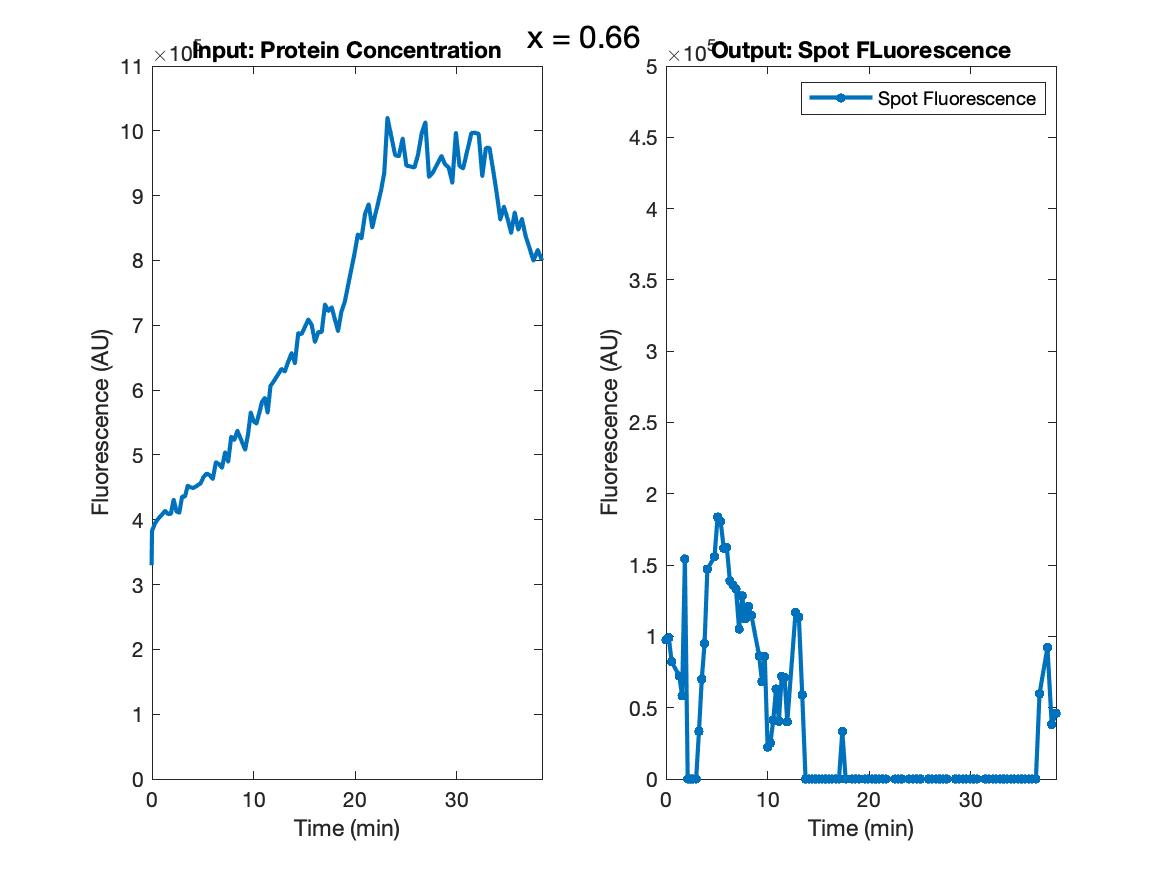 x = 0.66
×10⁵
Input: Protein Concentration
11
10
9
8
7
6
5
4
3
2
1
0
Fluorescence (AU)
0 10 20 30
Time (min)
×10⁵
Output: Spot FLuorescence
Spot Fluorescence
5
4.5
4
3.5
3
2.5
2
1.5
1
0.5
0
Fluorescence (AU)
0 10 20 30
Time (min)